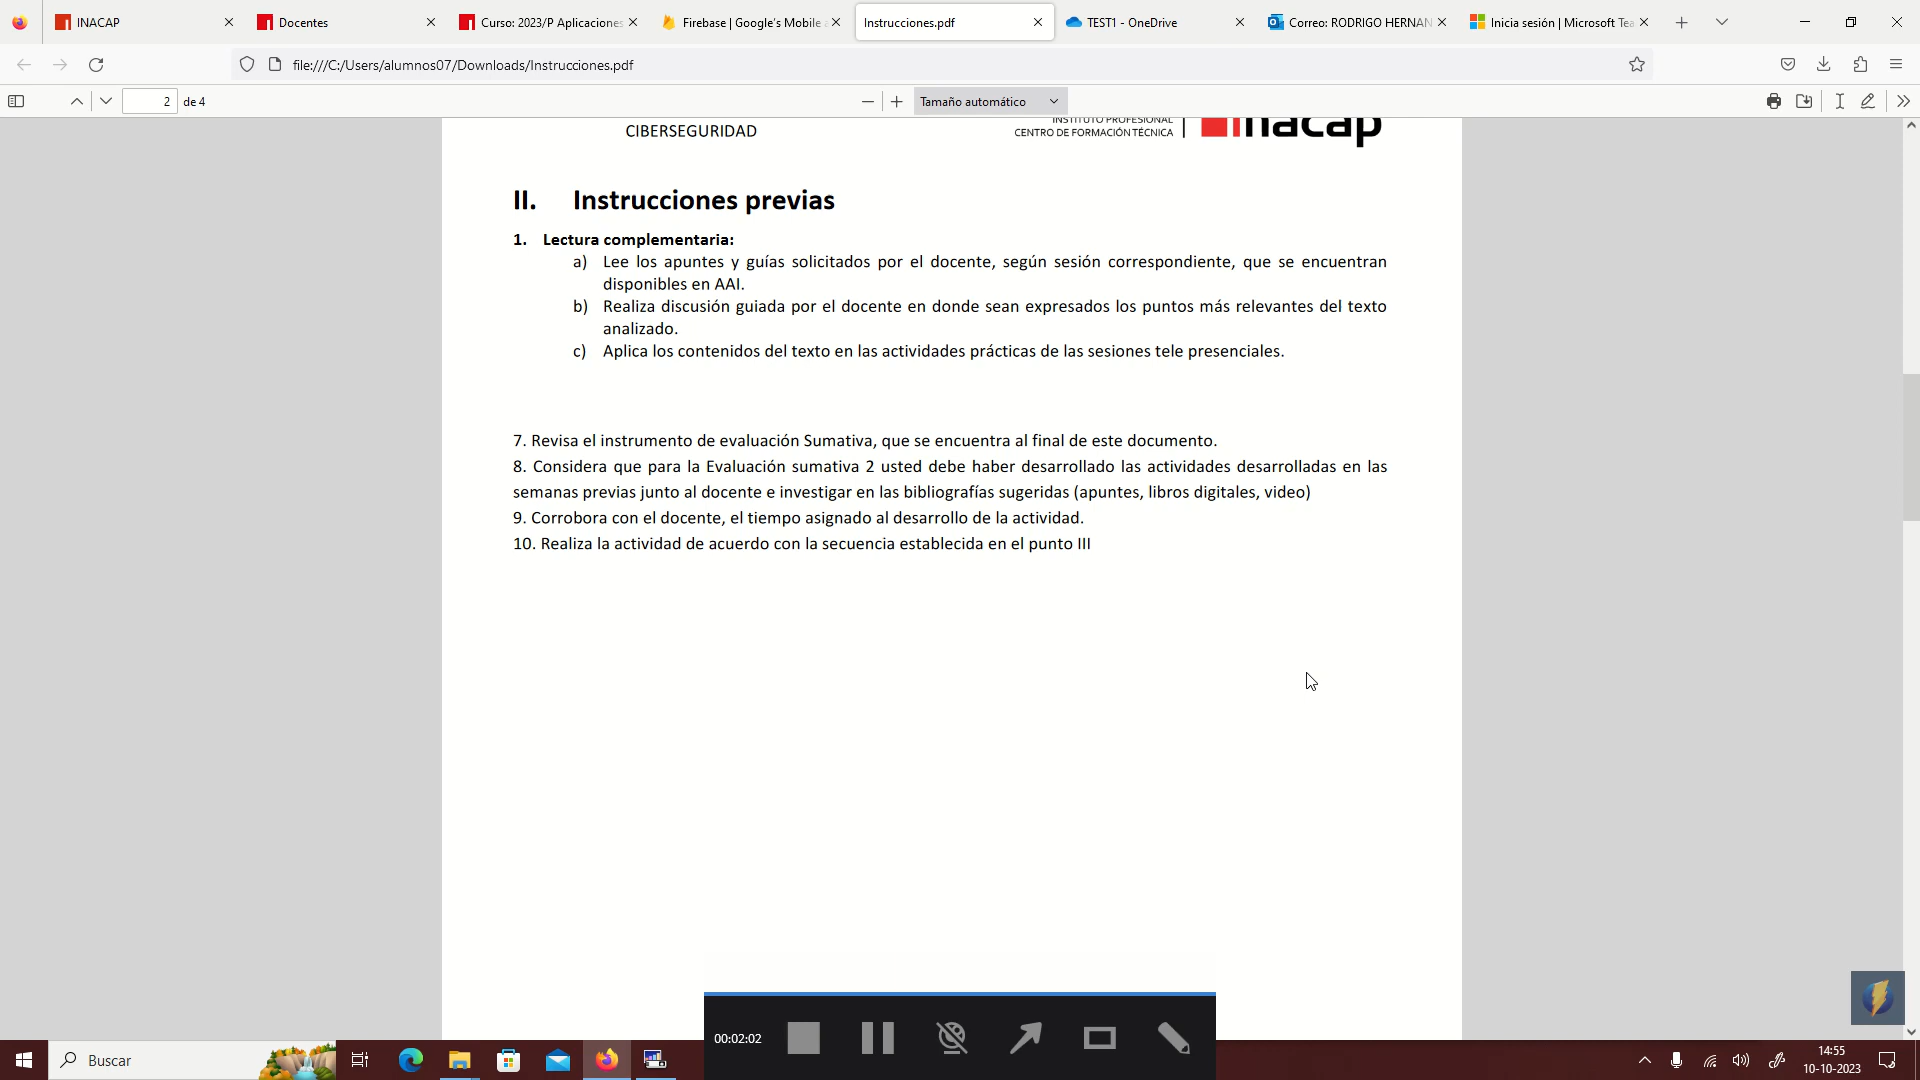 INACAP
Docentes
Curso: 2023/P Aplicaciones
Firebase | Google's Mobile
Instrucciones.pdf
TEST1 - OneDrive
Correo: RODRIGO HERNAN
Inicia sesión | Microsoft Tea
file:///C:/Users/alumnos07/Downloads/Instrucciones.pdf
2 de 4
Tamaño automático
CIBERSEGURIDAD
INSTITUTO PROFESIONAL
CENTRO DE FORMACIÓN TÉCNICA
inacap
II. Instrucciones previas
1. Lectura complementaria:
a) Lee los apuntes y guías solicitados por el docente, según sesión correspondiente, que se encuentran
disponibles en AAI.
b) Realiza discusión guiada por el docente en donde sean expresados los puntos más relevantes del texto
analizado.
c) Aplica los contenidos del texto en las actividades prácticas de las sesiones tele presenciales.
7. Revisa el instrumento de evaluación Sumativa, que se encuentra al final de este documento.
8. Considera que para la Evaluación sumativa 2 usted debe haber desarrollado las actividades desarrolladas en las
semanas previas junto al docente e investigar en las bibliografías sugeridas (apuntes, libros digitales, video)
9. Corrobora con el docente, el tiempo asignado al desarrollo de la actividad.
10. Realiza la actividad de acuerdo con la secuencia establecida en el punto III
00:02:02
Buscar
14:55
10-10-2023